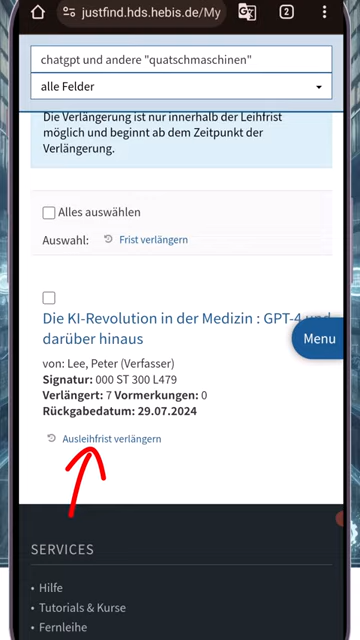 justfind.hds.hebis.de/My
2
chatgpt und andere "quatschmaschinen"
alle Felder
Die Verlängerung ist nur innerhalb der Leihfrist
möglich und beginnt ab dem Zeitpunkt der
Verlängerung.
Alles auswählen
Auswahl: Frist verlängern
Die KI-Revolution in der Medizin : GPT-4 und
darüber hinaus
Menu
von: Lee, Peter (Verfasser)
Signatur: 000 ST 300 L479
Verlängert: 7 Vormerkungen: 0
Rückgabedatum: 29.07.2024
Ausleihfrist verlängern
SERVICES
• Hilfe
• Tutorials & Kurse
• Fernleihe